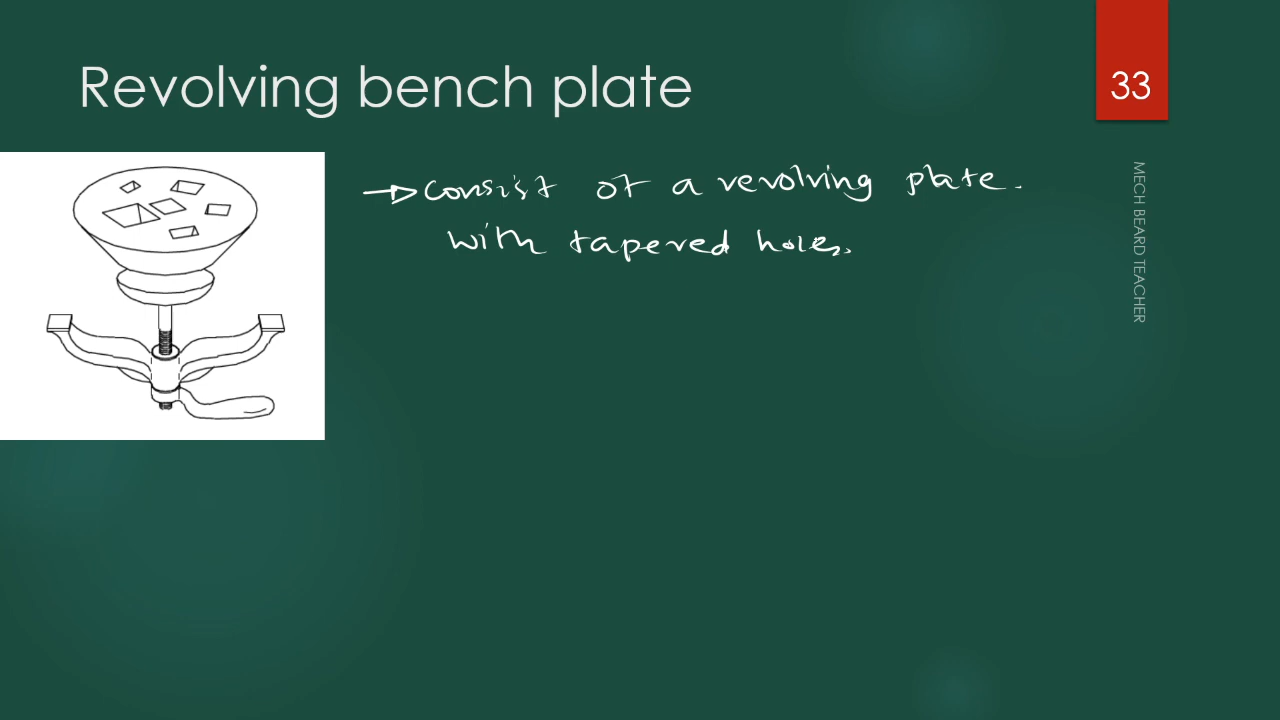 Revolving bench plate
33
→ consist of a revolving plate.
with tapered holes.
MECH BEARD TEACHER